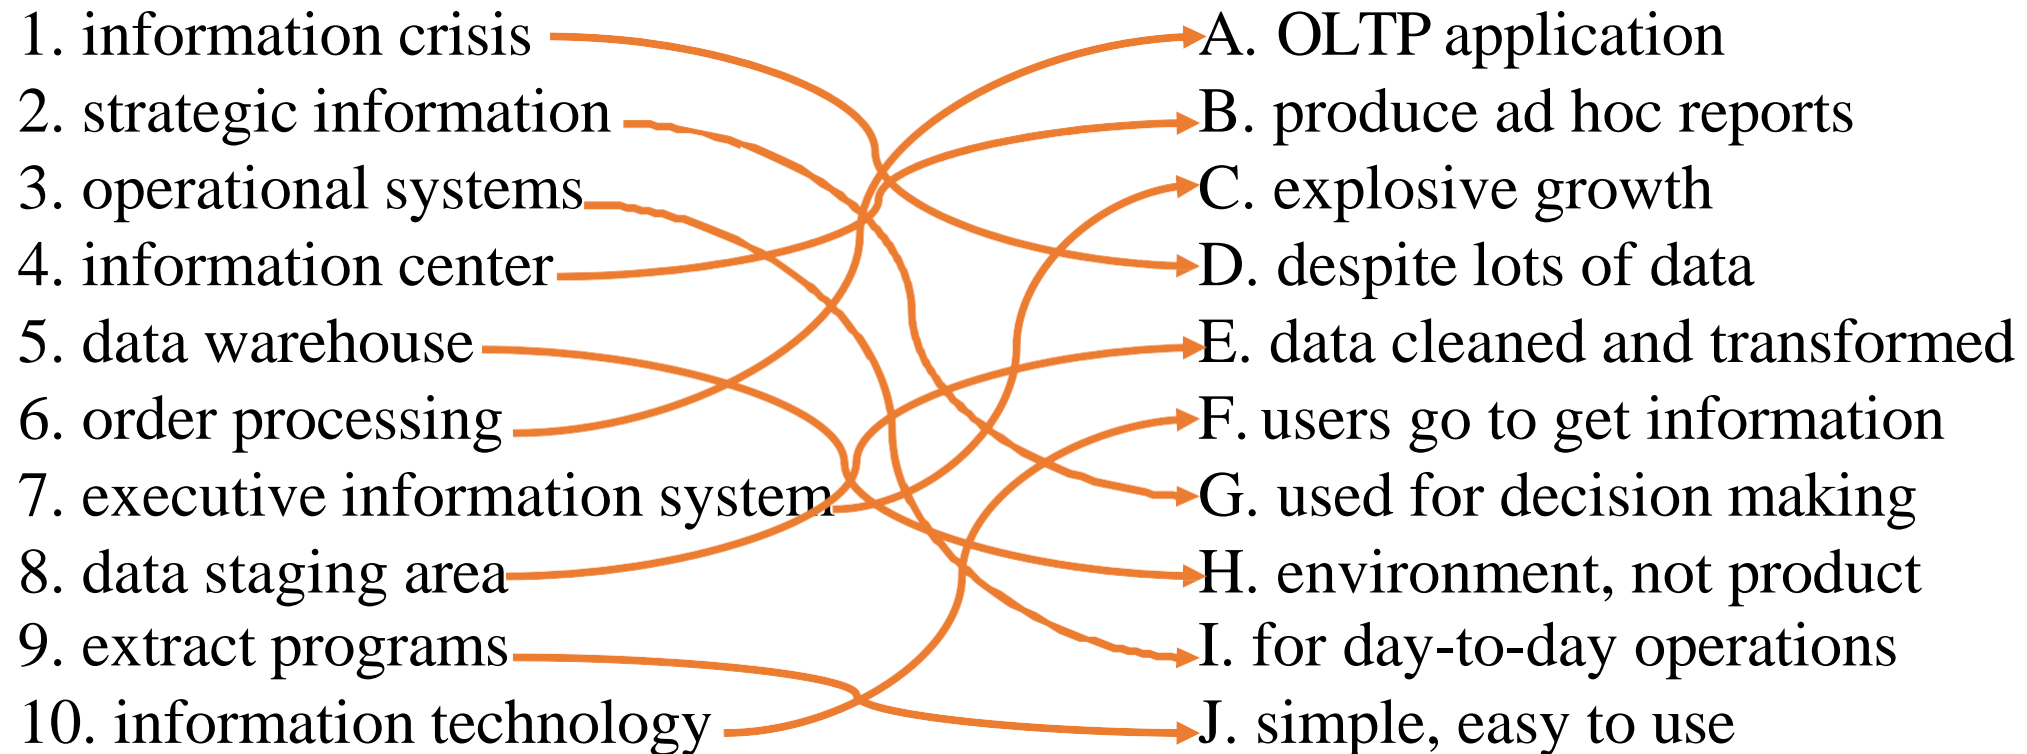 1. information crisis
2. strategic information
3. operational systems
4. information center
5. data warehouse
6. order processing
7. executive information system
8. data staging area
9. extract programs
10. information technology
A. OLTP application
B. produce ad hoc reports
C. explosive growth
D. despite lots of data
E. data cleaned and transformed
F. users go to get information
G. used for decision making
H. environment, not product
I. for day-to-day operations
J. simple, easy to use